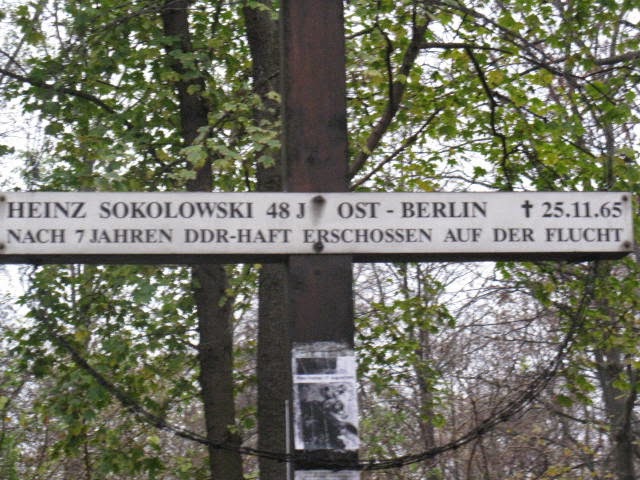 HEINZ SOKOLOWSKI 48 J OST - BERLIN ✝ 25.11.65
NACH 7 JAHREN DDR-HAFT ERSCHOSSEN AUF DER FLUCHT